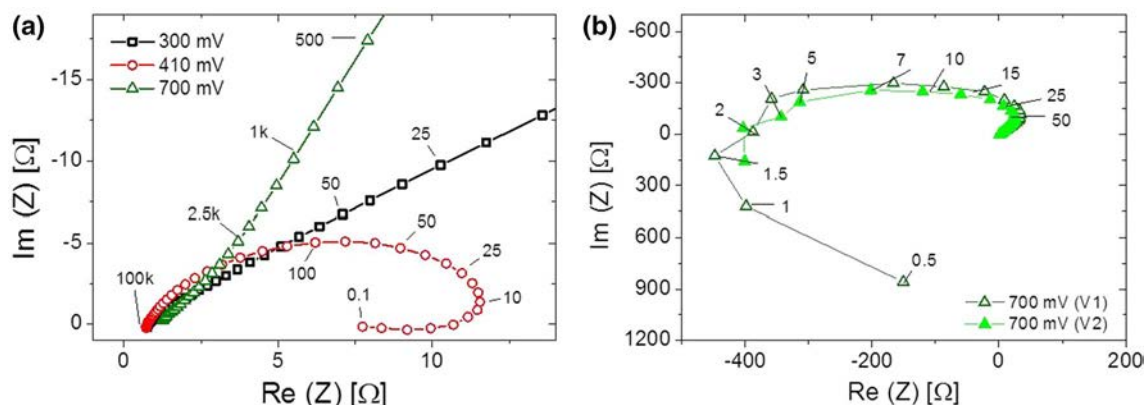 (a)
300 mV
410 mV
700 mV
500
1k
2.5k
100k
25
50
50
100
25
10
0.1
-15
-10
-5
0
Im (Z) [Ω]
0 5 10
Re (Z) [Ω]
(b)
-600
-300
0
300
600
900
1200
Im (Z) [Ω]
5
7
10
3
15
2
25
50
1.5
1
0.5
700 mV (V1)
700 mV (V2)
-400 -200 0 200
Re (Z) [Ω]